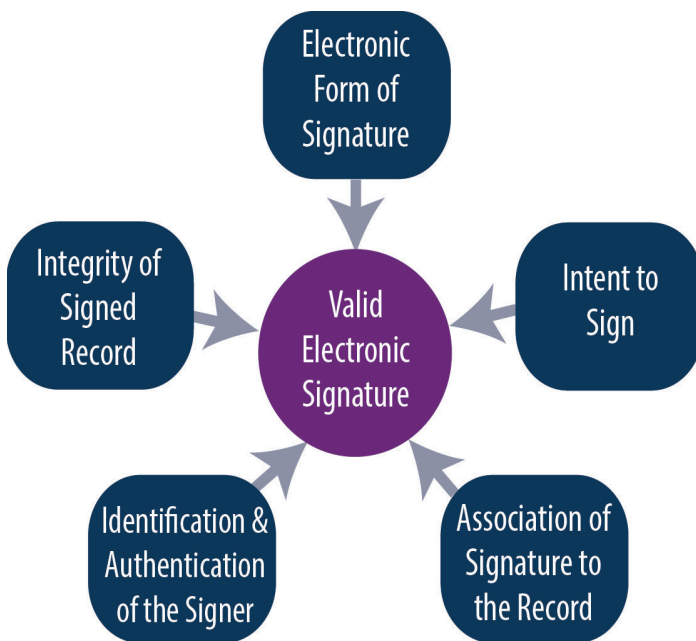 Electronic
Form of
Signature
Integrity of
Signed
Record
Valid
Electronic
Signature
Intent to
Sign
Identification &
Authentication
of the Signer
Association of
Signature to
the Record